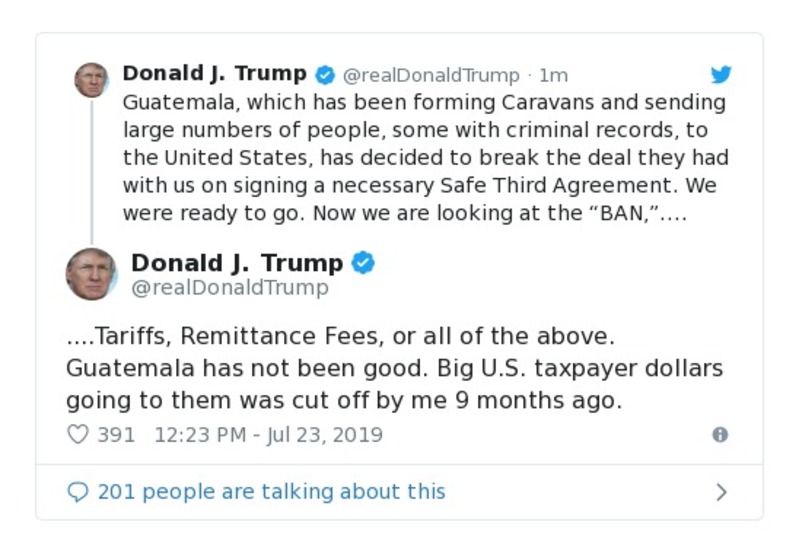 Donald J. Trump @realDonaldTrump · 1m
Guatemala, which has been forming Caravans and sending
large numbers of people, some with criminal records, to
the United States, has decided to break the deal they had
with us on signing a necessary Safe Third Agreement. We
were ready to go. Now we are looking at the “BAN,”....
Donald J. Trump
@realDonaldTrump
....Tariffs, Remittance Fees, or all of the above.
Guatemala has not been good. Big U.S. taxpayer dollars
going to them was cut off by me 9 months ago.
391 12:23 PM - Jul 23, 2019
201 people are talking about this